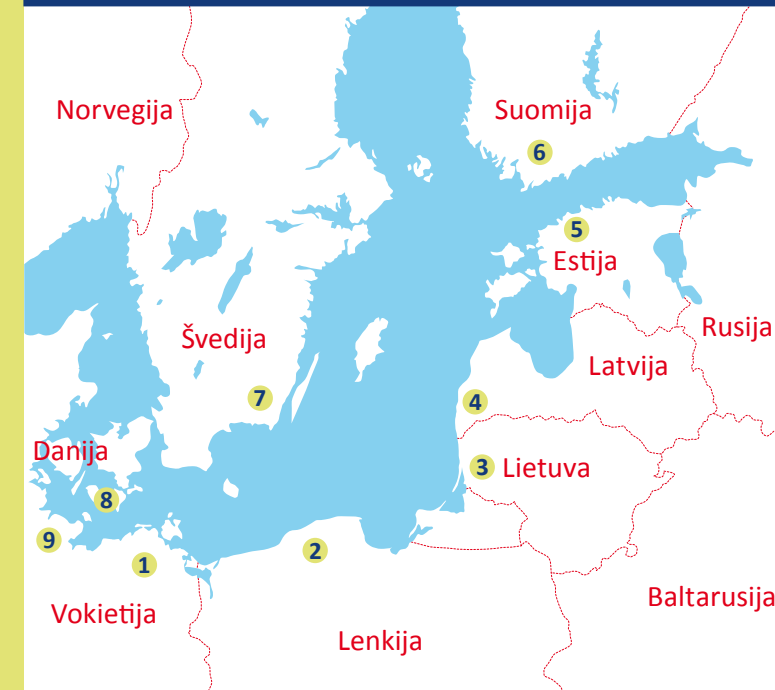 Norvegija
Suomija
6
5
Estija
Rusija
Švedija
Latvija
7
4
Danija
3 Lietuva
8
9
2
1
Baltarusija
Vokietija
Lenkija